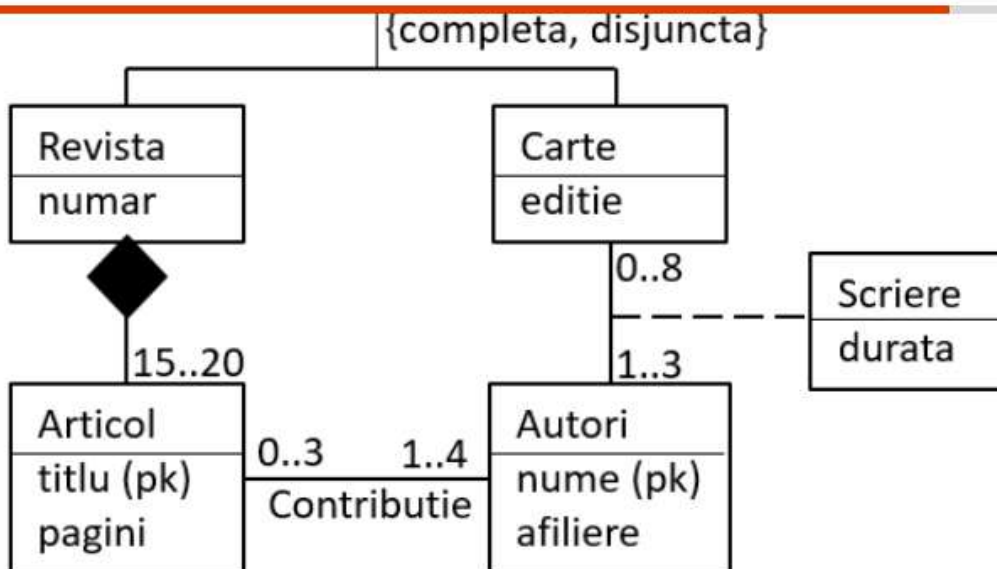 {completa, disjuncta}
Revista
numar
Carte
editie
0..8
Scriere
durata
15..20
1..3
Articol
titlu (pk)
pagini
0..3
1..4
Contributie
Autori
nume (pk)
afiliere